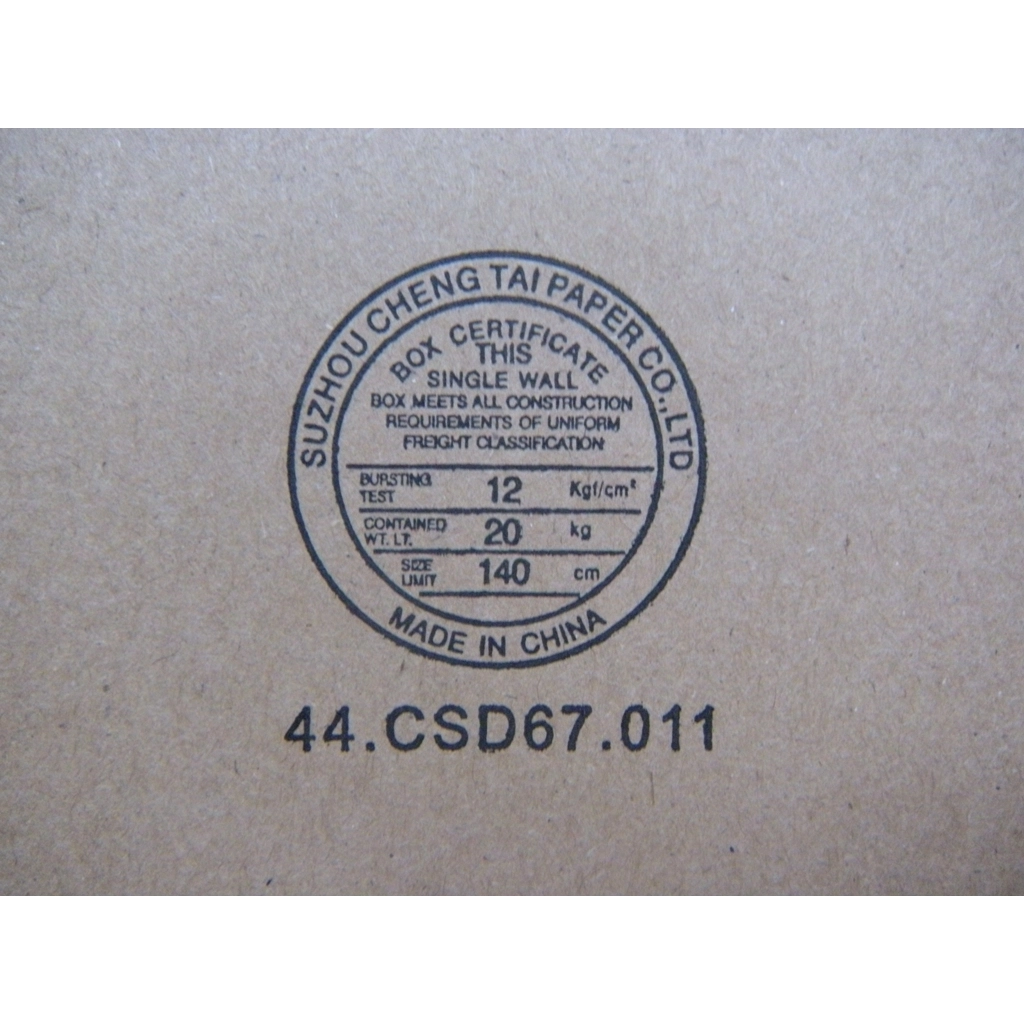 SUZHOU CHENG TAI PAPER CO.,LTD
BOX CERTIFICATE
THIS
SINGLE WALL
BOX MEETS ALL CONSTRUCTION
REQUIREMENTS OF UNIFORM
FREIGHT CLASSIFICATION
BURSTING TEST 12 Kgf/cm²
CONTAINED WT. LT. 20 kg
SIZE LIMIT 140 cm
MADE IN CHINA
44.CSD67.011